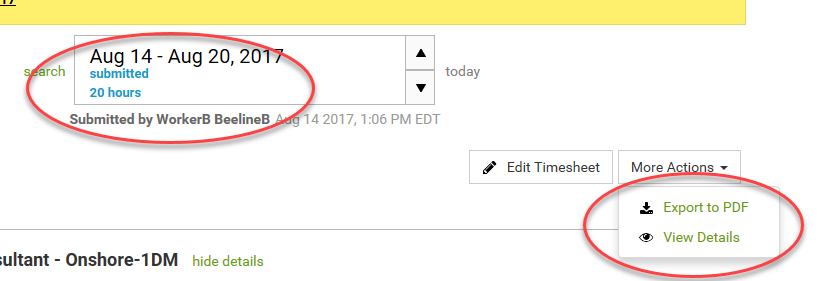 search
Aug 14 - Aug 20, 2017
submitted
20 hours
today
Submitted by WorkerB BeelineB Aug 14 2017, 1:06 PM EDT
Edit Timesheet
More Actions
Export to PDF
View Details
sultant - Onshore-1DM hide details